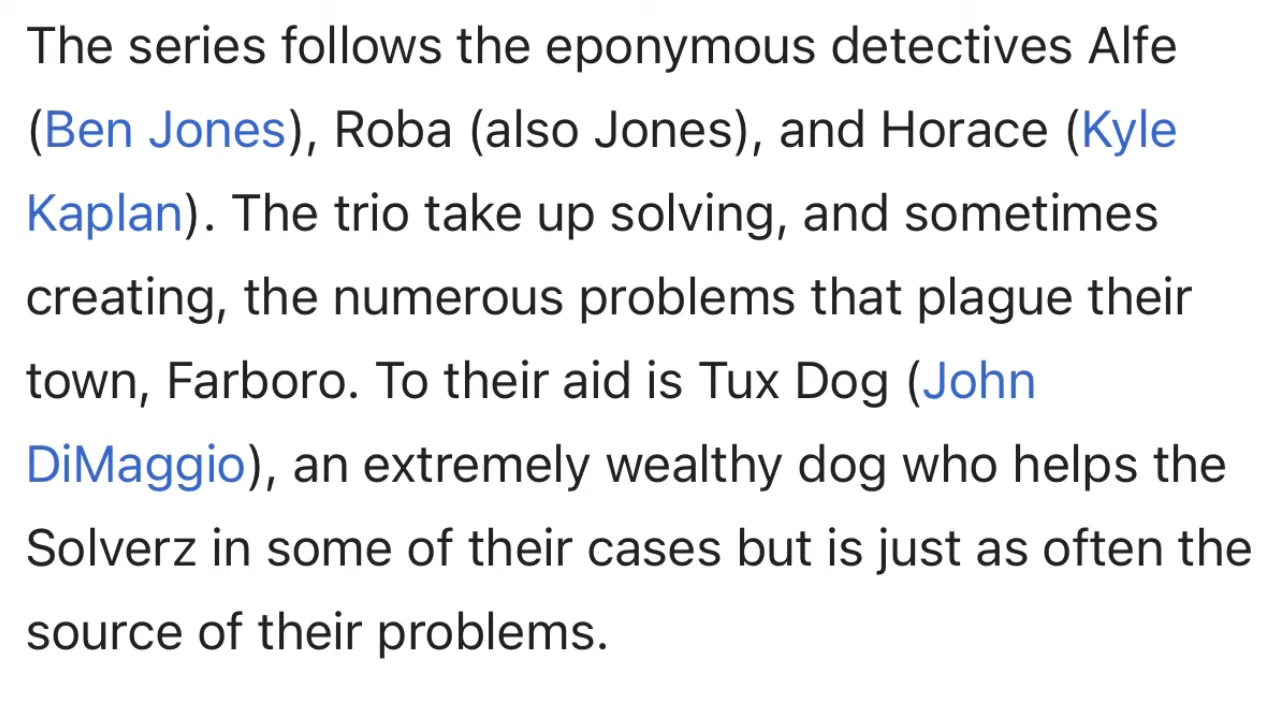 The series follows the eponymous detectives Alfe
(Ben Jones), Roba (also Jones), and Horace (Kyle
Kaplan). The trio take up solving, and sometimes
creating, the numerous problems that plague their
town, Farboro. To their aid is Tux Dog (John
DiMaggio), an extremely wealthy dog who helps the
Solverz in some of their cases but is just as often the
source of their problems.